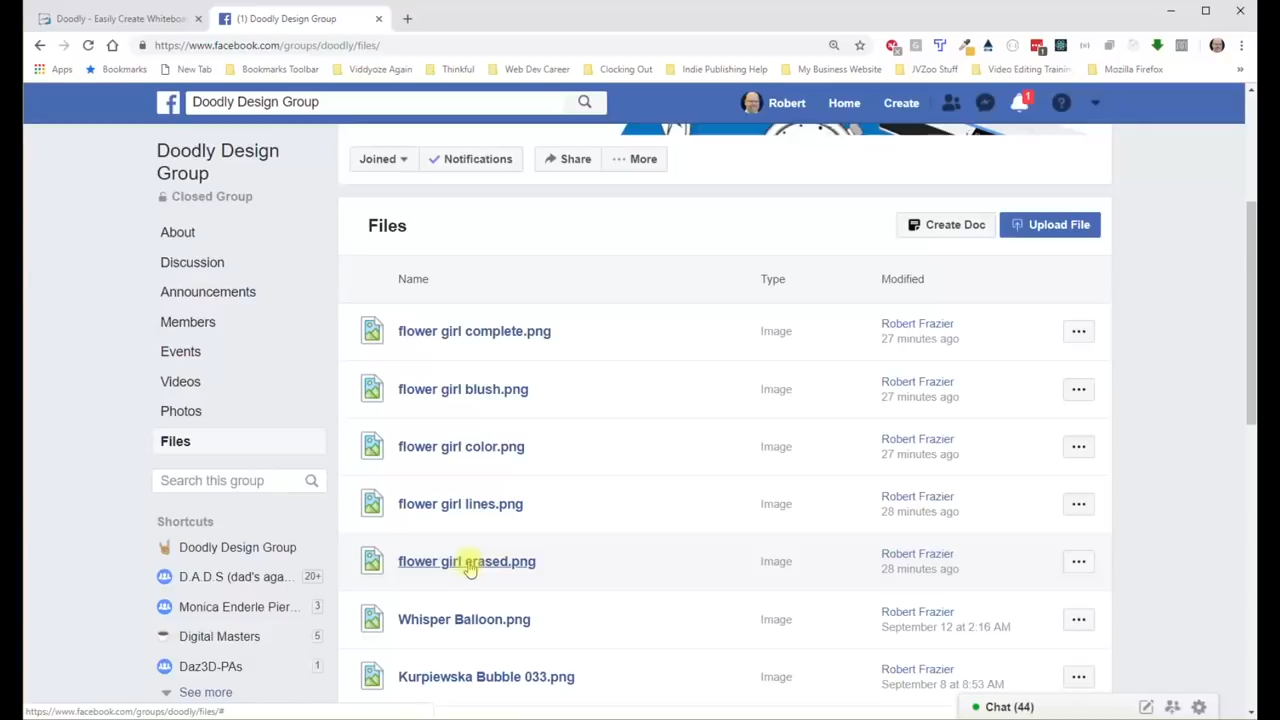 Doodly - Easily Create Whiteboa
(1) Doodly Design Group
https://www.facebook.com/groups/doodly/files/
Apps
Bookmarks
New Tab
Bookmarks Toolbar
Viddyoze Again
Thinkful
Web Dev Career
Clocking Out
Indie Publishing Help
My Business Website
JVZoo Stuff
Video Editing Trainin
Mozilla Firefox
»
Doodly Design Group
Robert
Home
Create
1
Doodly Design
Group
Closed Group
About
Discussion
Announcements
Members
Events
Videos
Photos
Files
Search this group
Shortcuts
Doodly Design Group
D.A.D.S (dad's aga... 20+
Monica Enderle Pier... 3
Digital Masters 5
Daz3D-PAs 1
See more
Joined
Notifications
Share
More
Files
Create Doc
Upload File
Name Type Modified
flower girl complete.png Image Robert Frazier
27 minutes ago
flower girl blush.png Image Robert Frazier
27 minutes ago
flower girl color.png Image Robert Frazier
27 minutes ago
flower girl lines.png Image Robert Frazier
28 minutes ago
flower girl erased.png Image Robert Frazier
28 minutes ago
Whisper Balloon.png Image Robert Frazier
September 12 at 2:16 AM
Kurpiewska Bubble 033.png Image Robert Frazier
September 8 at 8:53 AM
https://www.facebook.com/groups/doodly/files/#
Chat (44)